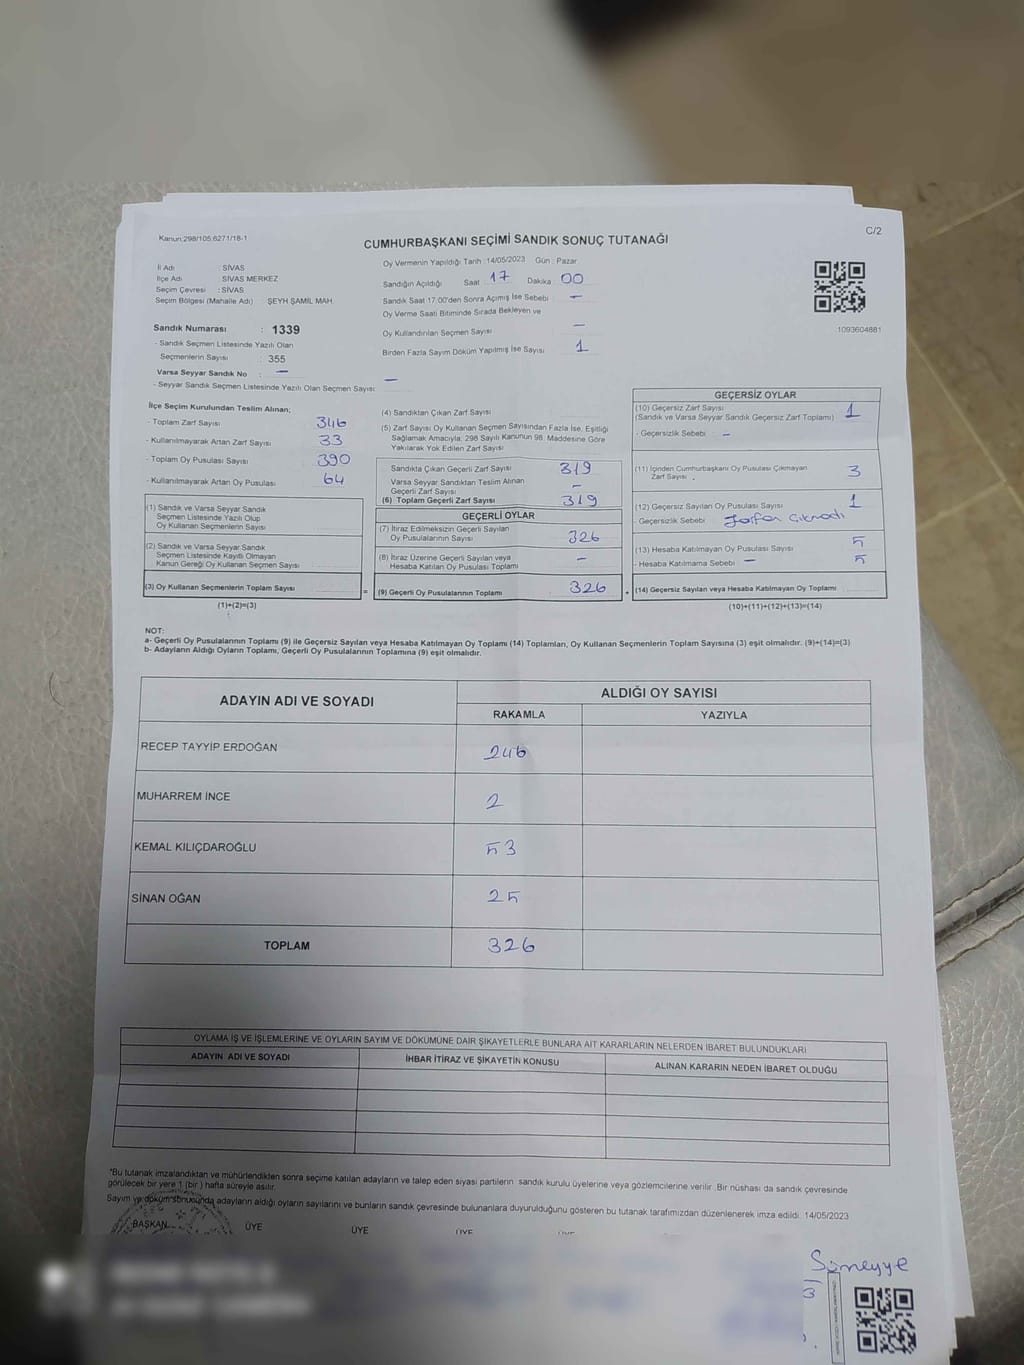 Kanun:298/105;6271/18-1
C/2
CUMHURBAŞKANI SEÇİMİ SANDIK SONUÇ TUTANAĞI
İli Adı : SİVAS
İlçe Adı : SİVAS MERKEZ
Seçim Çevresi : SİVAS
Seçim Bölgesi (Mahalle Adı) ŞEYH ŞAMİL MAH.
Sandık Numarası : 1339
- Sandık Seçmen Listesinde Yazılı Olan
Seçmenlerin Sayısı : 355
Varsa Seyyar Sandık No : —
- Seyyar Sandık Seçmen Listesinde Yazılı Olan Seçmen Sayısı: —
Oy Vermenin Yapıldığı Tarih :14/05/2023 Gün : Pazar
Sandığın Açıldığı Saat 17 Dakika 00
Sandık Saat 17.00'den Sonra Açımış İse Sebebi —
Oy Verme Saati Bitiminde Sırada Bekleyen ve
Oy Kullandırılan Seçmen Sayısı —
Birden Fazla Sayım Döküm Yapılmış İse Sayısı 1
1093604881
İlçe Seçim Kurulundan Teslim Alınan;
Toplam Zarf Sayısı 346
- Kullanılmayarak Artan Zarf Sayısı 33
- Toplam Oy Pusulası Sayısı 390
- Kullanılmayarak Artan Oy Pusulası 64
(1) Sandık ve Varsa Seyyar Sandık
Seçmen Listesinde Yazılı Olup
Oy Kullanan Seçmenlerin Sayısı
(2) Sandık ve Varsa Seyyar Sandık
Seçmen Listesinde Kayıtlı Olmayan
Kanun Gereği Oy Kullanan Seçmen Sayısı
(3) Oy Kullanan Seçmenlerin Toplam Sayısı =
(1)+(2)=(3)
(4) Sandıktan Çıkan Zarf Sayısı
(5) Zarf Sayısı Oy Kullanan Seçmen Sayısından Fazla İse, Eşitliği
Sağlamak Amacıyla; 298 Sayılı Kanunun 98. Maddesine Göre
Yakılarak Yok Edilen Zarf Sayısı
Sandıkta Çıkan Geçerli Zarf Sayısı 319
Varsa Seyyar Sandıktan Teslim Alınan
Geçerli Zarf Sayısı —
(6) Toplam Geçerli Zarf Sayısı 319
GEÇERLİ OYLAR
(7) İtiraz Edilmeksizin Geçerli Sayılan
Oy Pusulalarının Sayısı 326
(8) İtiraz Üzerine Geçerli Sayılan veya
Hesaba Katılan Oy Pusulası Toplamı —
(9) Geçerli Oy Pusulalarının Toplamı 326 +
GEÇERSİZ OYLAR
(10) Geçersiz Zarf Sayısı
(Sandık ve Varsa Seyyar Sandık Geçersiz Zarf Toplamı) 1
- Geçersizlik Sebebi —
(11) İçinden Cumhurbaşkanı Oy Pusulası Çıkmayan
Zarf Sayısı 3
(12) Geçersiz Sayılan Oy Pusulası Sayısı 1
- Geçersizlik Sebebi Zarftan çıkmadı
(13) Hesaba Katılmayan Oy Pusulası Sayısı 5
- Hesaba Katılmama Sebebi — 5
(14) Geçersiz Sayılan veya Hesaba Katılmayan Oy Toplamı
(10)+(11)+(12)+(13)=(14)
NOT:
a- Geçerli Oy Pusulalarının Toplamı (9) ile Geçersiz Sayılan veya Hesaba Katılmayan Oy Toplamı (14) Toplamları, Oy Kullanan Seçmenlerin Toplam Sayısına (3) eşit olmalıdır. (9)+(14)=(3)
b- Adayların Aldığı Oyların Toplamı, Geçerli Oy Pusulalarının Toplamına (9) eşit olmalıdır.
ADAYIN ADI VE SOYADI
ALDIĞI OY SAYISI
RAKAMLA YAZIYLA
RECEP TAYYİP ERDOĞAN 246
MUHARREM İNCE 2
KEMAL KILIÇDAROĞLU 53
SİNAN OĞAN 25
TOPLAM 326
OYLAMA İŞ VE İŞLEMLERİNE VE OYLARIN SAYIM VE DÖKÜMÜNE DAİR ŞİKAYETLERLE BUNLARA AİT KARARLARIN NELERDEN İBARET BULUNDUKLARI
ADAYIN ADI VE SOYADI İHBAR İTİRAZ VE ŞİKAYETİN KONUSU ALINAN KARARIN NEDEN İBARET OLDUĞU
*Bu tutanak imzalandıktan ve mühürlendikten sonra seçime katılan adayların ve talep eden siyasi partilerin sandık kurulu üyelerine veya gözlemcilerine verilir. Bir nüshası da sandık çevresinde
görülecek bir yere 1 (bir ) hafta süreyle asılır.
Sayım ve döküm sonucunda adayların aldığı oyların sayılarını ve bunların sandık çevresinde bulunanlara duyurulduğunu gösteren bu tutanak tarafımızdan düzenlenerek imza edildi. 14/05/2023
BAŞKAN ÜYE ÜYE ÜYE
Sümeyye
3